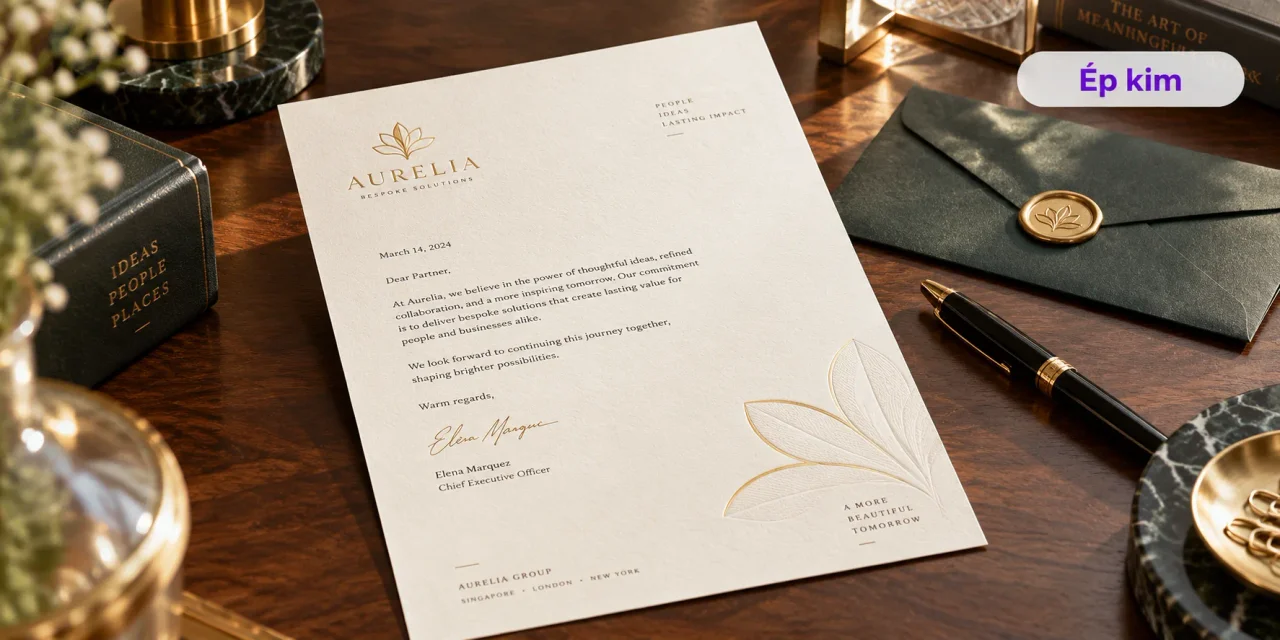 THE ART OF
Ép kim
PEOPLE
IDEAS
LASTING IMPACT
AURELIA
BESPOKE SOLUTIONS
IDEAS
PEOPLE
PLACES
March 14, 2024
Dear Partner,
At Aurelia, we believe in the power of thoughtful ideas, refined
collaboration, and a more inspiring tomorrow. Our commitment
is to deliver bespoke solutions that create lasting value for
people and businesses alike.
We look forward to continuing this journey together,
shaping brighter possibilities.
Warm regards,
Elena Marquez
Chief Executive Officer
A MORE
BEAUTIFUL
TOMORROW
AURELIA GROUP
SINGAPORE • LONDON • NEW YORK